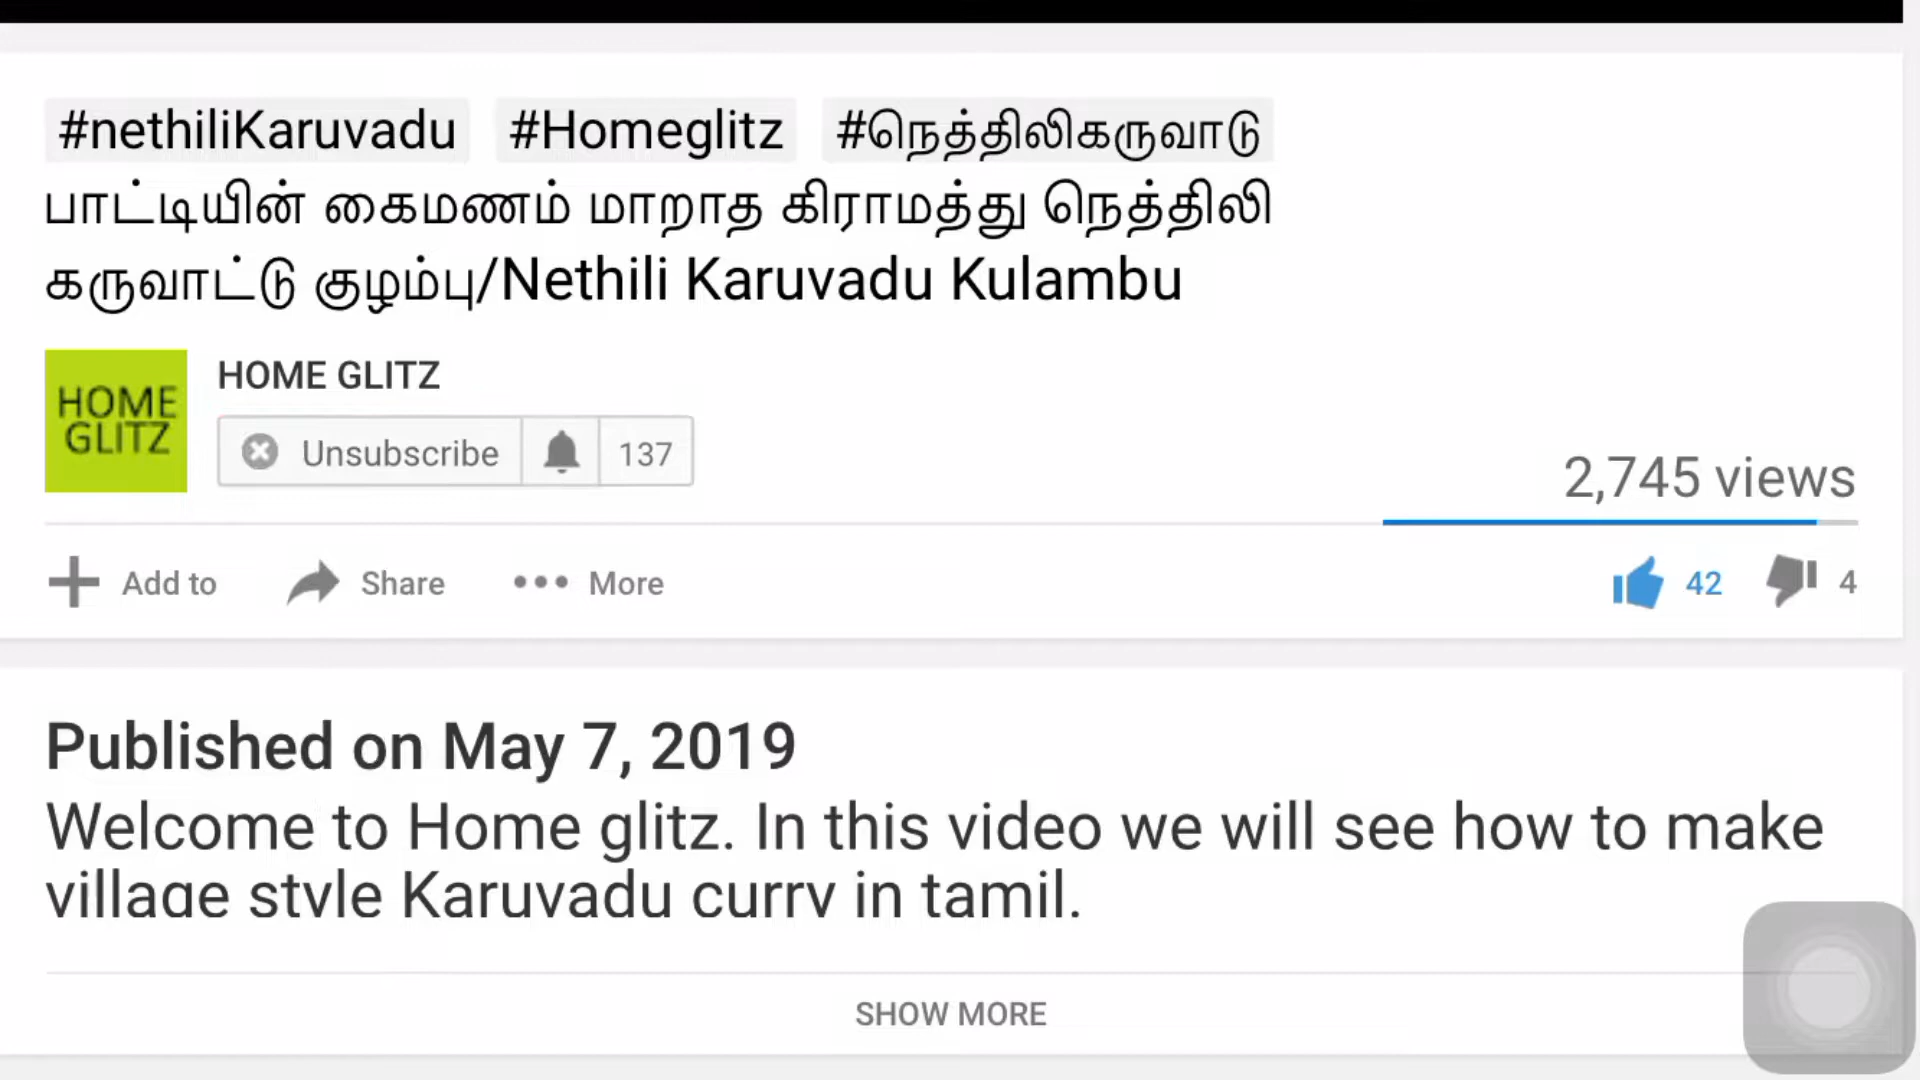 #nethiliKaruvadu #Homeglitz #நெத்திலிகருவாடு
பாட்டியின் கைமணம் மாறாத கிராமத்து நெத்திலி
கருவாட்டு குழம்பு/Nethili Karuvadu Kulambu
HOME
GLITZ
HOME GLITZ
Unsubscribe 137
2,745 views
Add to Share More 42 4
Published on May 7, 2019
Welcome to Home glitz. In this video we will see how to make
village style Karuvadu curry in tamil.
SHOW MORE